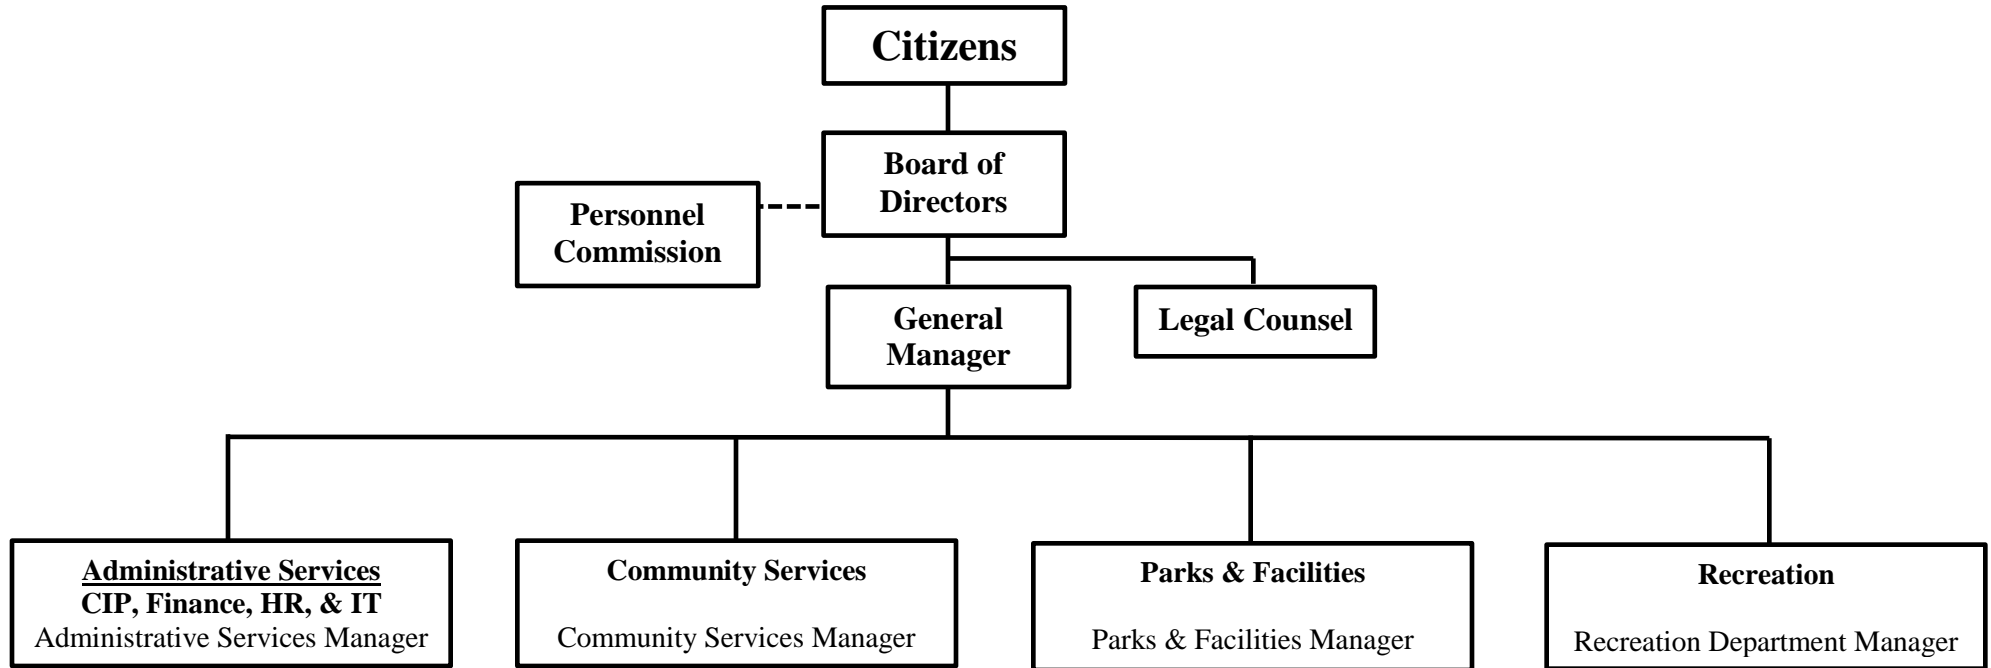 Citizens
Board of
Directors
Personnel
Commission
General
Manager
Legal Counsel
Administrative Services
CIP, Finance, HR, & IT
Administrative Services Manager
Community Services
Community Services Manager
Parks & Facilities
Parks & Facilities Manager
Recreation
Recreation Department Manager